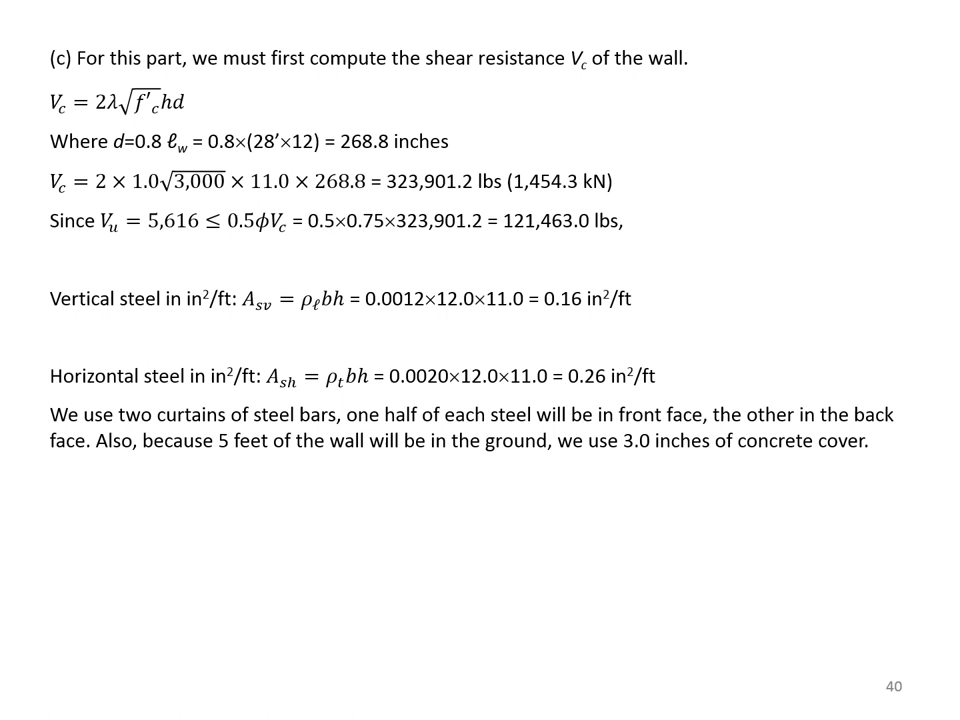 (c) For this part, we must first compute the shear resistance V_c of the wall.
V_c = 2λ√f′_c hd
Where d=0.8 ℓ_w = 0.8×(28’×12) = 268.8 inches
V_c = 2 × 1.0√3,000 × 11.0 × 268.8 = 323,901.2 lbs (1,454.3 kN)
Since V_u = 5,616 ≤ 0.5ϕV_c = 0.5×0.75×323,901.2 = 121,463.0 lbs,
Vertical steel in in²/ft: A_sv = ρ_ℓbh = 0.0012×12.0×11.0 = 0.16 in²/ft
Horizontal steel in in²/ft: A_sh = ρ_tbh = 0.0020×12.0×11.0 = 0.26 in²/ft
We use two curtains of steel bars, one half of each steel will be in front face, the other in the back
face. Also, because 5 feet of the wall will be in the ground, we use 3.0 inches of concrete cover.
40